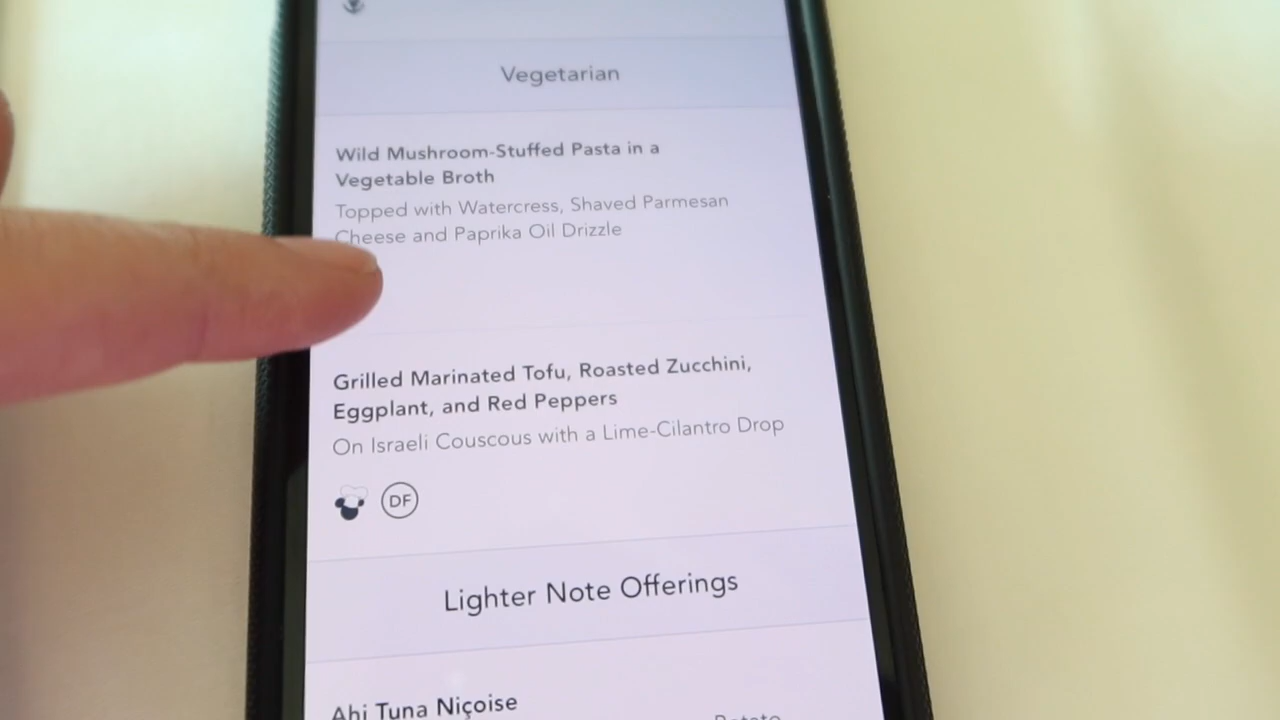 Vegetarian
Wild Mushroom-Stuffed Pasta in a
Vegetable Broth
Topped with Watercress, Shaved Parmesan
Cheese and Paprika Oil Drizzle
Grilled Marinated Tofu, Roasted Zucchini,
Eggplant, and Red Peppers
On Israeli Couscous with a Lime-Cilantro Drop
DF
Lighter Note Offerings
Ahi Tuna Niçoise